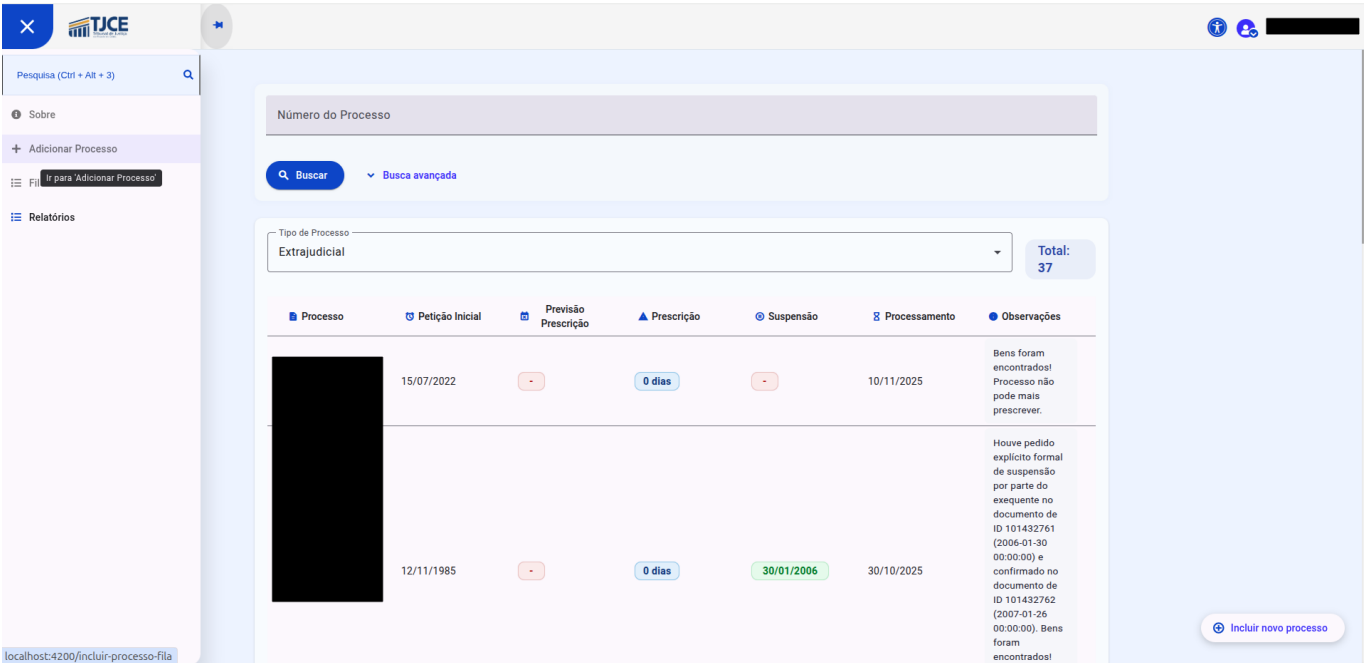 TJCE
Tribunal de Justiça
Pesquisa (Ctrl + Alt + 3)
Sobre
Adicionar Processo
Ir para 'Adicionar Processo'
Fil
Relatórios
Número do Processo
Buscar
Busca avançada
Tipo de Processo
Extrajudicial
Total:
37
Processo
Petição Inicial
Previsão
Prescrição
Prescrição
Suspensão
Processamento
Observações
15/07/2022
-
0 dias
-
10/11/2025
Bens foram
encontrados!
Processo não
pode mais
prescrever.
12/11/1985
-
0 dias
30/01/2006
30/10/2025
Houve pedido
explícito formal
de suspensão
por parte do
exequente no
documento de
ID 101432761
(2006-01-30
00:00:00) e
confirmado no
documento de
ID 101432762
(2007-01-26
00:00:00). Bens
foram
encontrados!
Incluir novo processo
localhost:4200/incluir-processo-fila